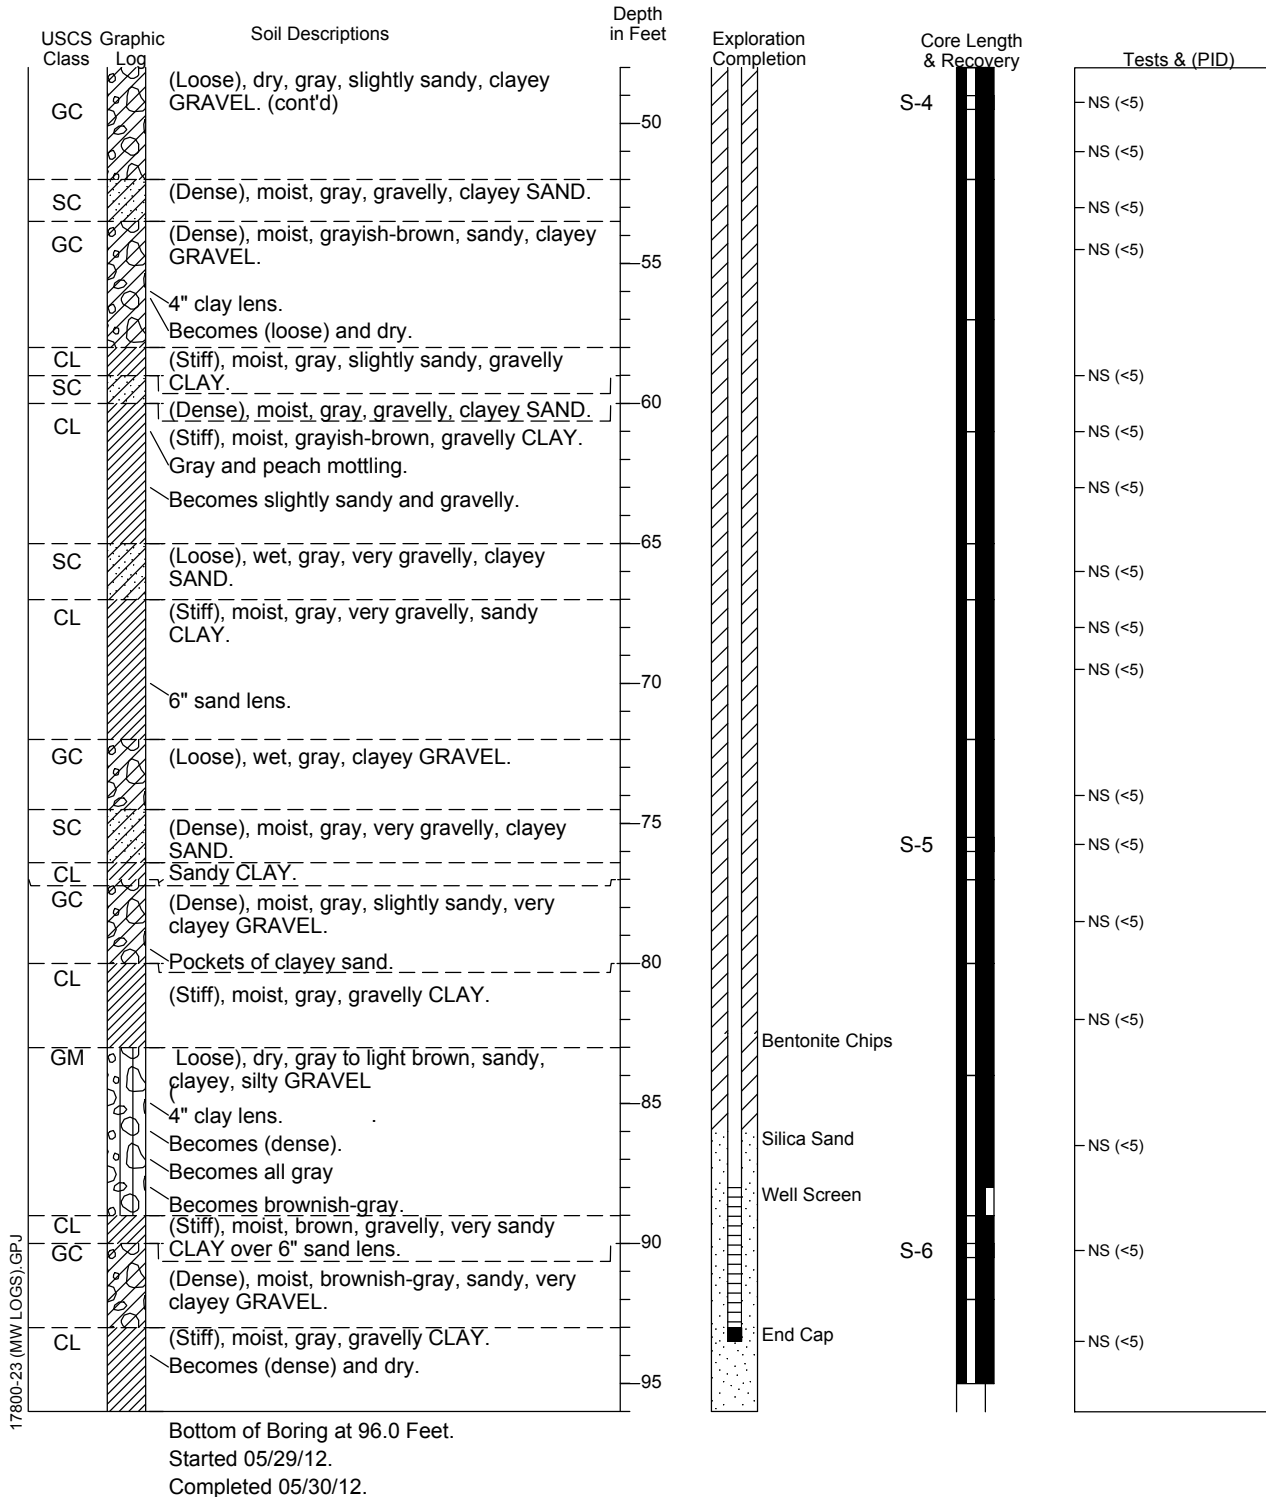 USCS Class
Graphic Log
Soil Descriptions
Depth in Feet
Exploration Completion
Core Length & Recovery
Tests & (PID)
GC
(Loose), dry, gray, slightly sandy, clayey
GRAVEL. (cont'd)
S-4
NS (<5)
50
NS (<5)
SC
(Dense), moist, gray, gravelly, clayey SAND.
NS (<5)
GC
(Dense), moist, grayish-brown, sandy, clayey
GRAVEL.
NS (<5)
55
4" clay lens.
Becomes (loose) and dry.
CL
(Stiff), moist, gray, slightly sandy, gravelly
CLAY.
NS (<5)
SC
60
(Dense), moist, gray, gravelly, clayey SAND.
CL
(Stiff), moist, grayish-brown, gravelly CLAY.
NS (<5)
Gray and peach mottling.
NS (<5)
Becomes slightly sandy and gravelly.
65
SC
(Loose), wet, gray, very gravelly, clayey
SAND.
NS (<5)
CL
(Stiff), moist, gray, very gravelly, sandy
CLAY.
NS (<5)
NS (<5)
70
6" sand lens.
GC
(Loose), wet, gray, clayey GRAVEL.
NS (<5)
75
SC
(Dense), moist, gray, very gravelly, clayey
SAND.
S-5
NS (<5)
CL
Sandy CLAY.
GC
(Dense), moist, gray, slightly sandy, very
clayey GRAVEL.
NS (<5)
Pockets of clayey sand.
80
CL
(Stiff), moist, gray, gravelly CLAY.
NS (<5)
Bentonite Chips
GM
Loose), dry, gray to light brown, sandy,
clayey, silty GRAVEL
(
85
4" clay lens.
.
Silica Sand
Becomes (dense).
NS (<5)
Becomes all gray
Well Screen
Becomes brownish-gray.
CL
(Stiff), moist, brown, gravelly, very sandy
CLAY over 6" sand lens.
90
GC
S-6
NS (<5)
(Dense), moist, brownish-gray, sandy, very
clayey GRAVEL.
End Cap
CL
(Stiff), moist, gray, gravelly CLAY.
NS (<5)
Becomes (dense) and dry.
95
Bottom of Boring at 96.0 Feet.
Started 05/29/12.
Completed 05/30/12.
17800-23 (MW LOGS).GPJ